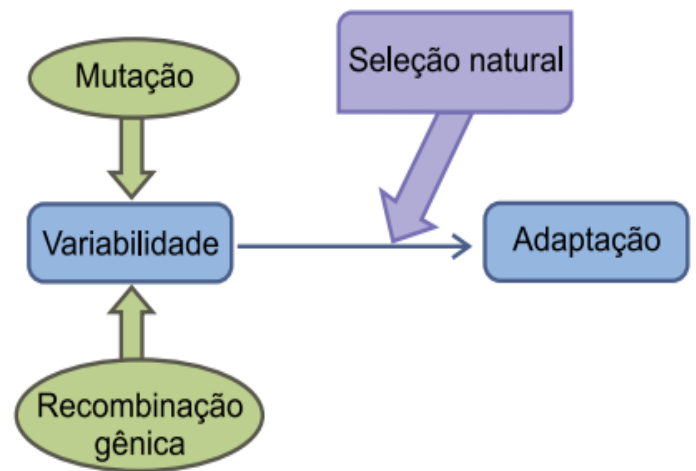 Mutação
Seleção natural
Variabilidade
Adaptação
Recombinação
gênica